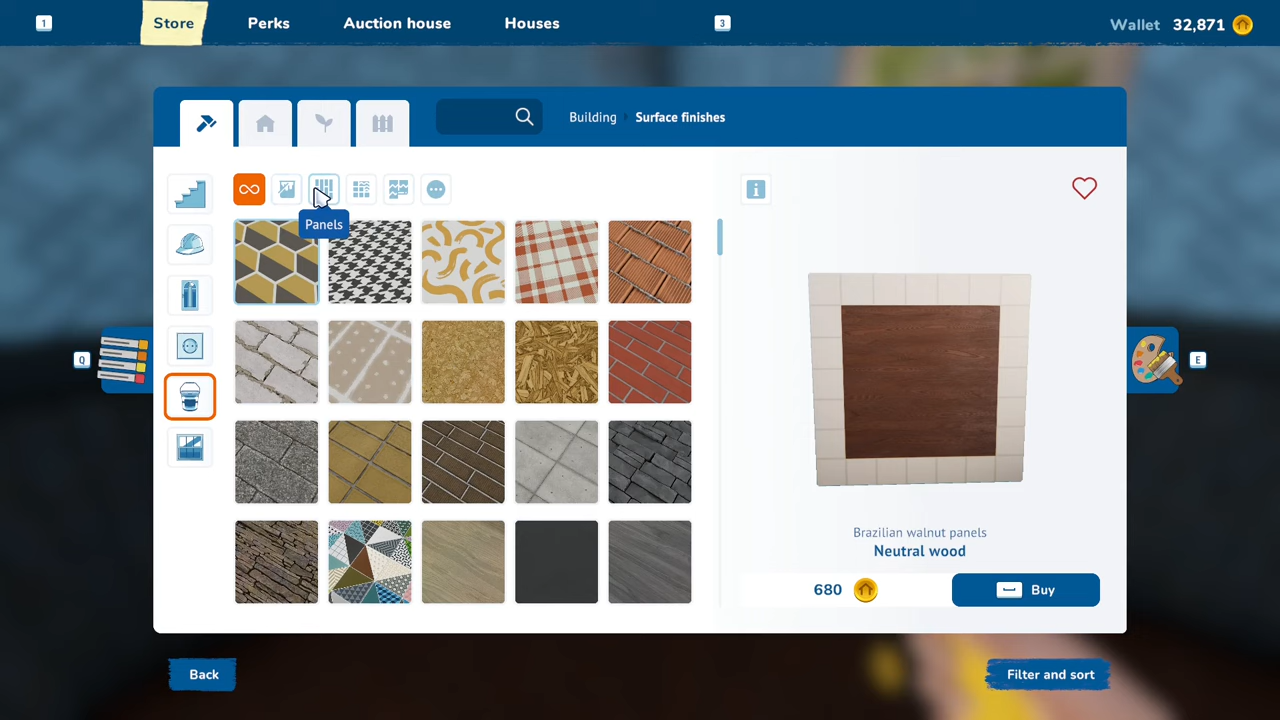 1
Store
Perks
Auction house
Houses
3
Wallet 32,871
Building
Surface finishes
Panels
Q
E
Brazilian walnut panels
Neutral wood
680
Buy
Back
Filter and sort